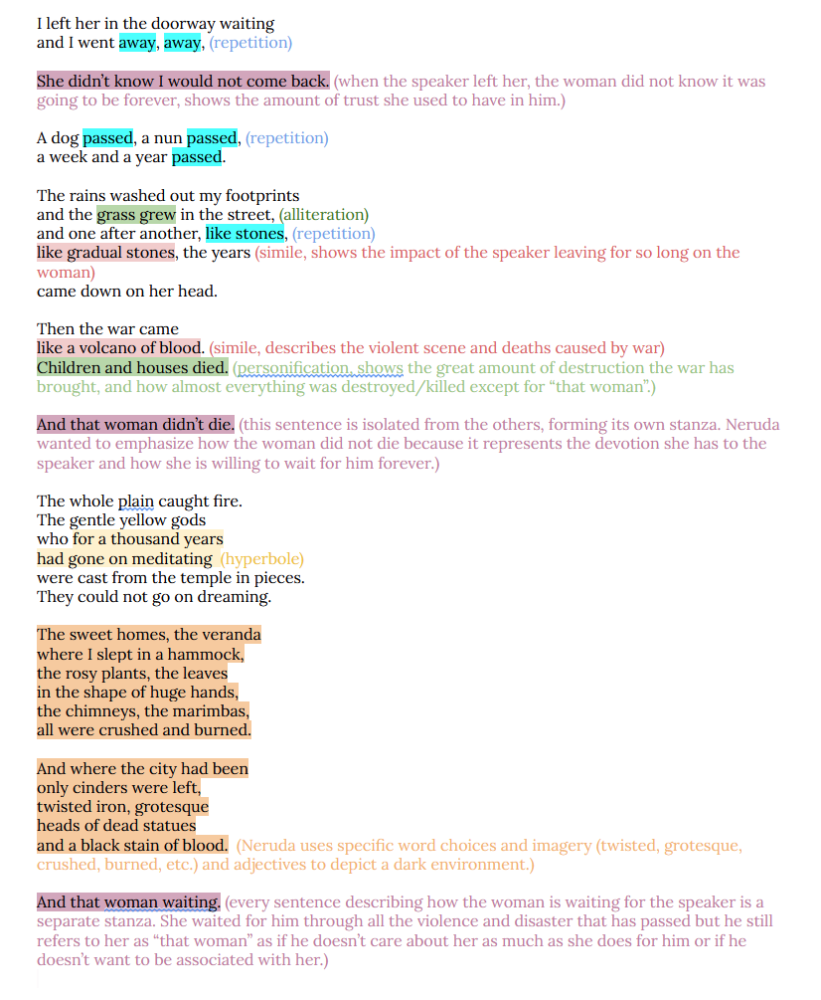 I left her in the doorway waiting
and I went away, away, (repetition)
She didn’t know I would not come back. (when the speaker left her, the woman did not know it was
going to be forever, shows the amount of trust she used to have in him.)
A dog passed, a nun passed, (repetition)
a week and a year passed.
The rains washed out my footprints
and the grass grew in the street, (alliteration)
and one after another, like stones, (repetition)
like gradual stones, the years (simile, shows the impact of the speaker leaving for so long on the
woman)
came down on her head.
Then the war came
like a volcano of blood. (simile, describes the violent scene and deaths caused by war)
Children and houses died. (personification, shows the great amount of destruction the war has
brought, and how almost everything was destroyed/killed except for “that woman”.)
And that woman didn’t die. (this sentence is isolated from the others, forming its own stanza. Neruda
wanted to emphasize how the woman did not die because it represents the devotion she has to the
speaker and how she is willing to wait for him forever.)
The whole plain caught fire.
The gentle yellow gods
who for a thousand years
had gone on meditating (hyperbole)
were cast from the temple in pieces.
They could not go on dreaming.
The sweet homes, the veranda
where I slept in a hammock,
the rosy plants, the leaves
in the shape of huge hands,
the chimneys, the marimbas,
all were crushed and burned.
And where the city had been
only cinders were left,
twisted iron, grotesque
heads of dead statues
and a black stain of blood. (Neruda uses specific word choices and imagery (twisted, grotesque,
crushed, burned, etc.) and adjectives to depict a dark environment.)
And that woman waiting. (every sentence describing how the woman is waiting for the speaker is a
separate stanza. She waited for him through all the violence and disaster that has passed but he still
refers to her as “that woman” as if he doesn’t care about her as much as she does for him or if he
doesn’t want to be associated with her.)